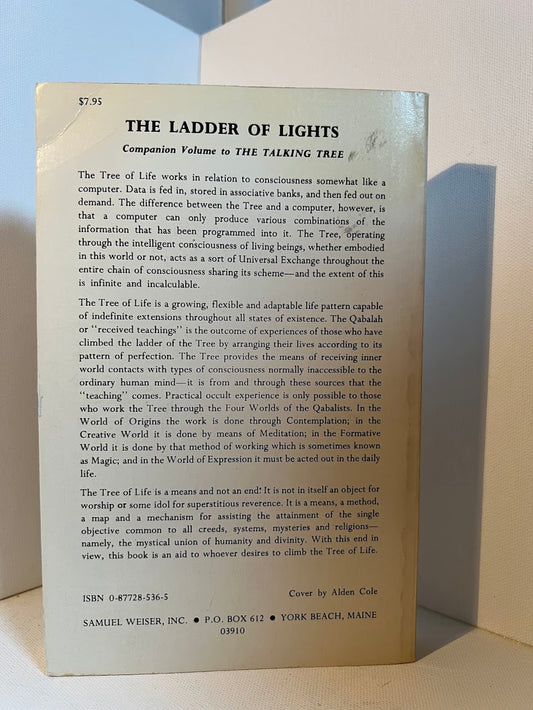 $7.95
THE LADDER OF LIGHTS
Companion Volume to THE TALKING TREE
The Tree of Life works in relation to consciousness somewhat like a
computer. Data is fed in, stored in associative banks, and then fed out on
demand. The difference between the Tree and a computer, however, is
that a computer can only produce various combinations of the
information that has been programmed into it. The Tree, operating
through the intelligent consciousness of living beings, whether embodied
in this world or not, acts as a sort of Universal Exchange throughout the
entire chain of consciousness sharing its scheme—and the extent of this
is infinite and incalculable.
The Tree of Life is a growing, flexible and adaptable life pattern capable
of indefinite extensions throughout all states of existence. The Qabalah
or "received teachings" is the outcome of experiences of those who have
climbed the ladder of the Tree by arranging their lives according to its
pattern of perfection. The Tree provides the means of receiving inner
world contacts with types of consciousness normally inaccessible to the
ordinary human mind—it is from and through these sources that the
"teaching" comes. Practical occult experience is only possible to those
who work the Tree through the Four Worlds of the Qabalists. In the
World of Origins the work is done through Contemplation; in the
Creative World it is done by means of Meditation; in the Formative
World it is done by that method of working which is sometimes known
as Magic; and in the World of Expression it must be acted out in the daily
life.
The Tree of Life is a means and not an end! It is not in itself an object for
worship or some idol for superstitious reverence. It is a means, a method,
a map and a mechanism for assisting the attainment of the single
objective common to all creeds, systems, mysteries and religions—
namely, the mystical union of humanity and divinity. With this end in
view, this book is an aid to whoever desires to climb the Tree of Life.
ISBN 0-87728-536-5
Cover by Alden Cole
SAMUEL WEISER, INC. ● P.O. BOX 612 ● YORK BEACH, MAINE
03910